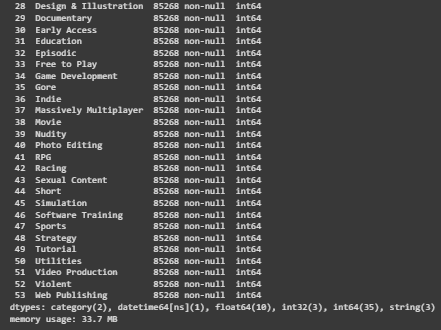 28 Design & Illustration 85268 non-null int64
29 Documentary 85268 non-null int64
30 Early Access 85268 non-null int64
31 Education 85268 non-null int64
32 Episodic 85268 non-null int64
33 Free to Play 85268 non-null int64
34 Game Development 85268 non-null int64
35 Gore 85268 non-null int64
36 Indie 85268 non-null int64
37 Massively Multiplayer 85268 non-null int64
38 Movie 85268 non-null int64
39 Nudity 85268 non-null int64
40 Photo Editing 85268 non-null int64
41 RPG 85268 non-null int64
42 Racing 85268 non-null int64
43 Sexual Content 85268 non-null int64
44 Short 85268 non-null int64
45 Simulation 85268 non-null int64
46 Software Training 85268 non-null int64
47 Sports 85268 non-null int64
48 Strategy 85268 non-null int64
49 Tutorial 85268 non-null int64
50 Utilities 85268 non-null int64
51 Video Production 85268 non-null int64
52 Violent 85268 non-null int64
53 Web Publishing 85268 non-null int64
dtypes: category(2), datetime64[ns](1), float64(10), int32(3), int64(35), string(3)
memory usage: 33.7 MB